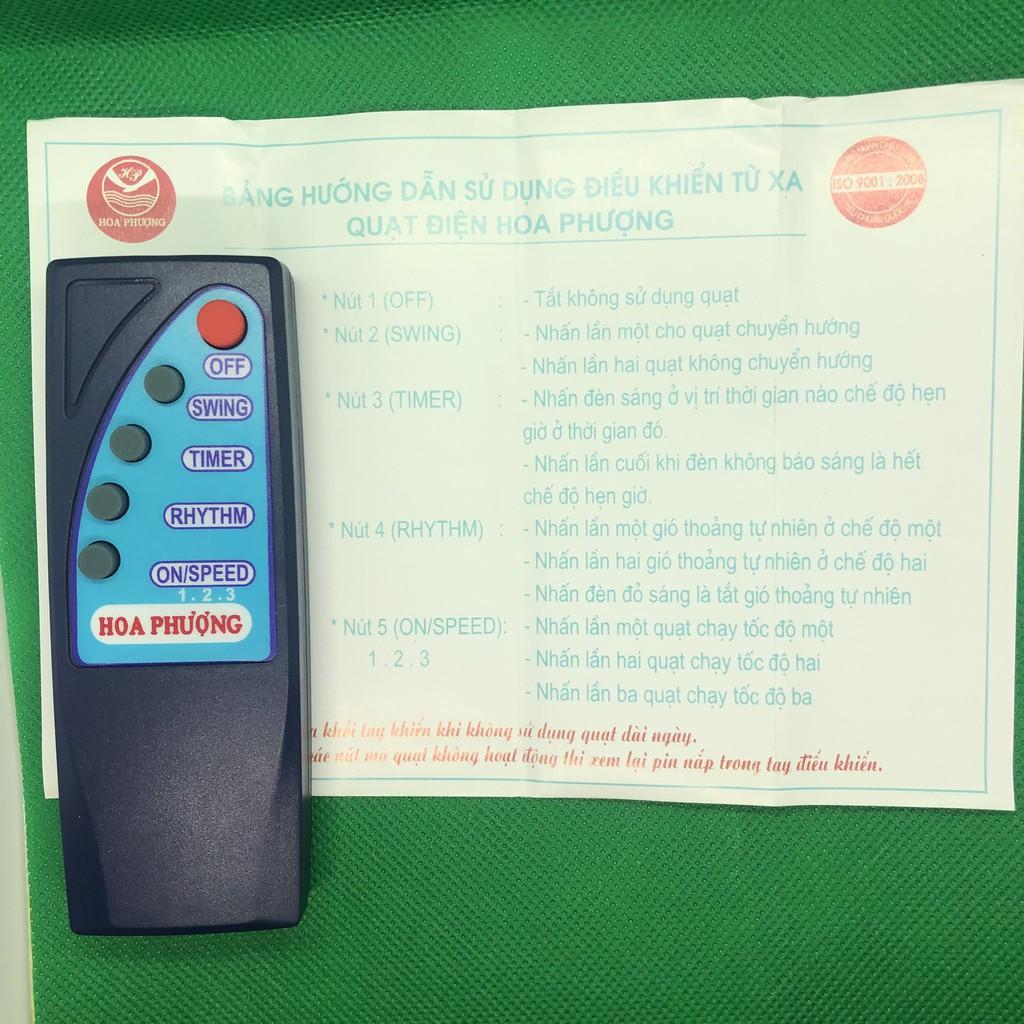 HP
HOA PHƯỢNG
BẢNG HƯỚNG DẪN SỬ DỤNG ĐIỀU KHIỂN TỪ XA
QUẠT ĐIỆN HOA PHƯỢNG
ISO 9001 : 2008
* Nút 1 (OFF) : - Tắt không sử dụng quạt
* Nút 2 (SWING) : - Nhấn lần một cho quạt chuyển hướng
- Nhấn lần hai quạt không chuyển hướng
* Nút 3 (TIMER) : - Nhấn đèn sáng ở vị trí thời gian nào chế độ hẹn
giờ ở thời gian đó.
- Nhấn lần cuối khi đèn không báo sáng là hết
chế độ hẹn giờ.
* Nút 4 (RHYTHM) : - Nhấn lần một gió thoảng tự nhiên ở chế độ một
- Nhấn lần hai gió thoảng tự nhiên ở chế độ hai
- Nhấn đèn đỏ sáng là tắt gió thoảng tự nhiên
* Nút 5 (ON/SPEED): - Nhấn lần một quạt chạy tốc độ một
1 . 2 . 3 - Nhấn lần hai quạt chạy tốc độ hai
- Nhấn lần ba quạt chạy tốc độ ba
khỏi tay khiển khi không sử dụng quạt dài ngày.
các nút mà quạt không hoạt động thì xem lại pin nắp trong tay điều khiển.
OFF
SWING
TIMER
RHYTHM
ON/SPEED
1 . 2 . 3
HOA PHƯỢNG